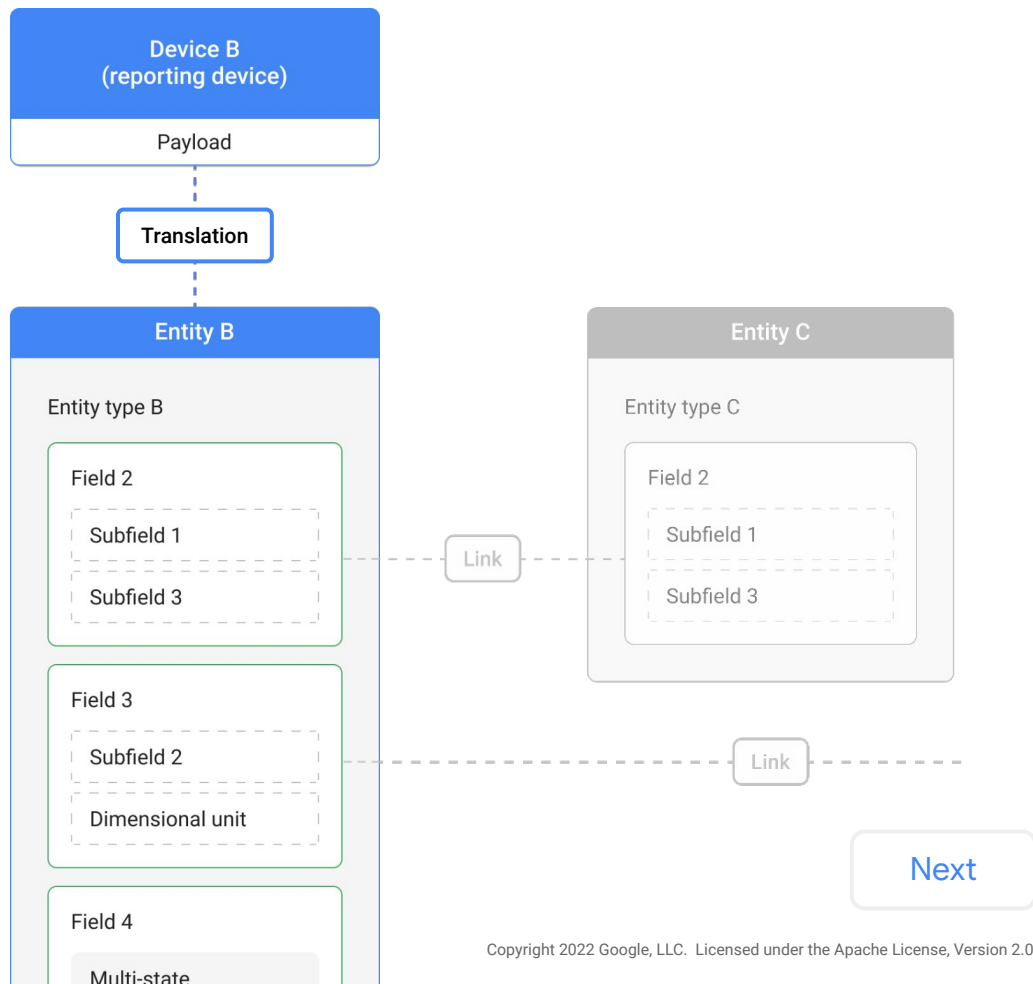 Device B
(reporting device)
Payload
Translation
Entity B
Entity type B
Field 2
Subfield 1
Subfield 3
Field 3
Subfield 2
Dimensional unit
Field 4
Multi-state
Link
Entity C
Entity type C
Field 2
Subfield 1
Subfield 3
Link
Next
Copyright 2022 Google, LLC. Licensed under the Apache License, Version 2.0